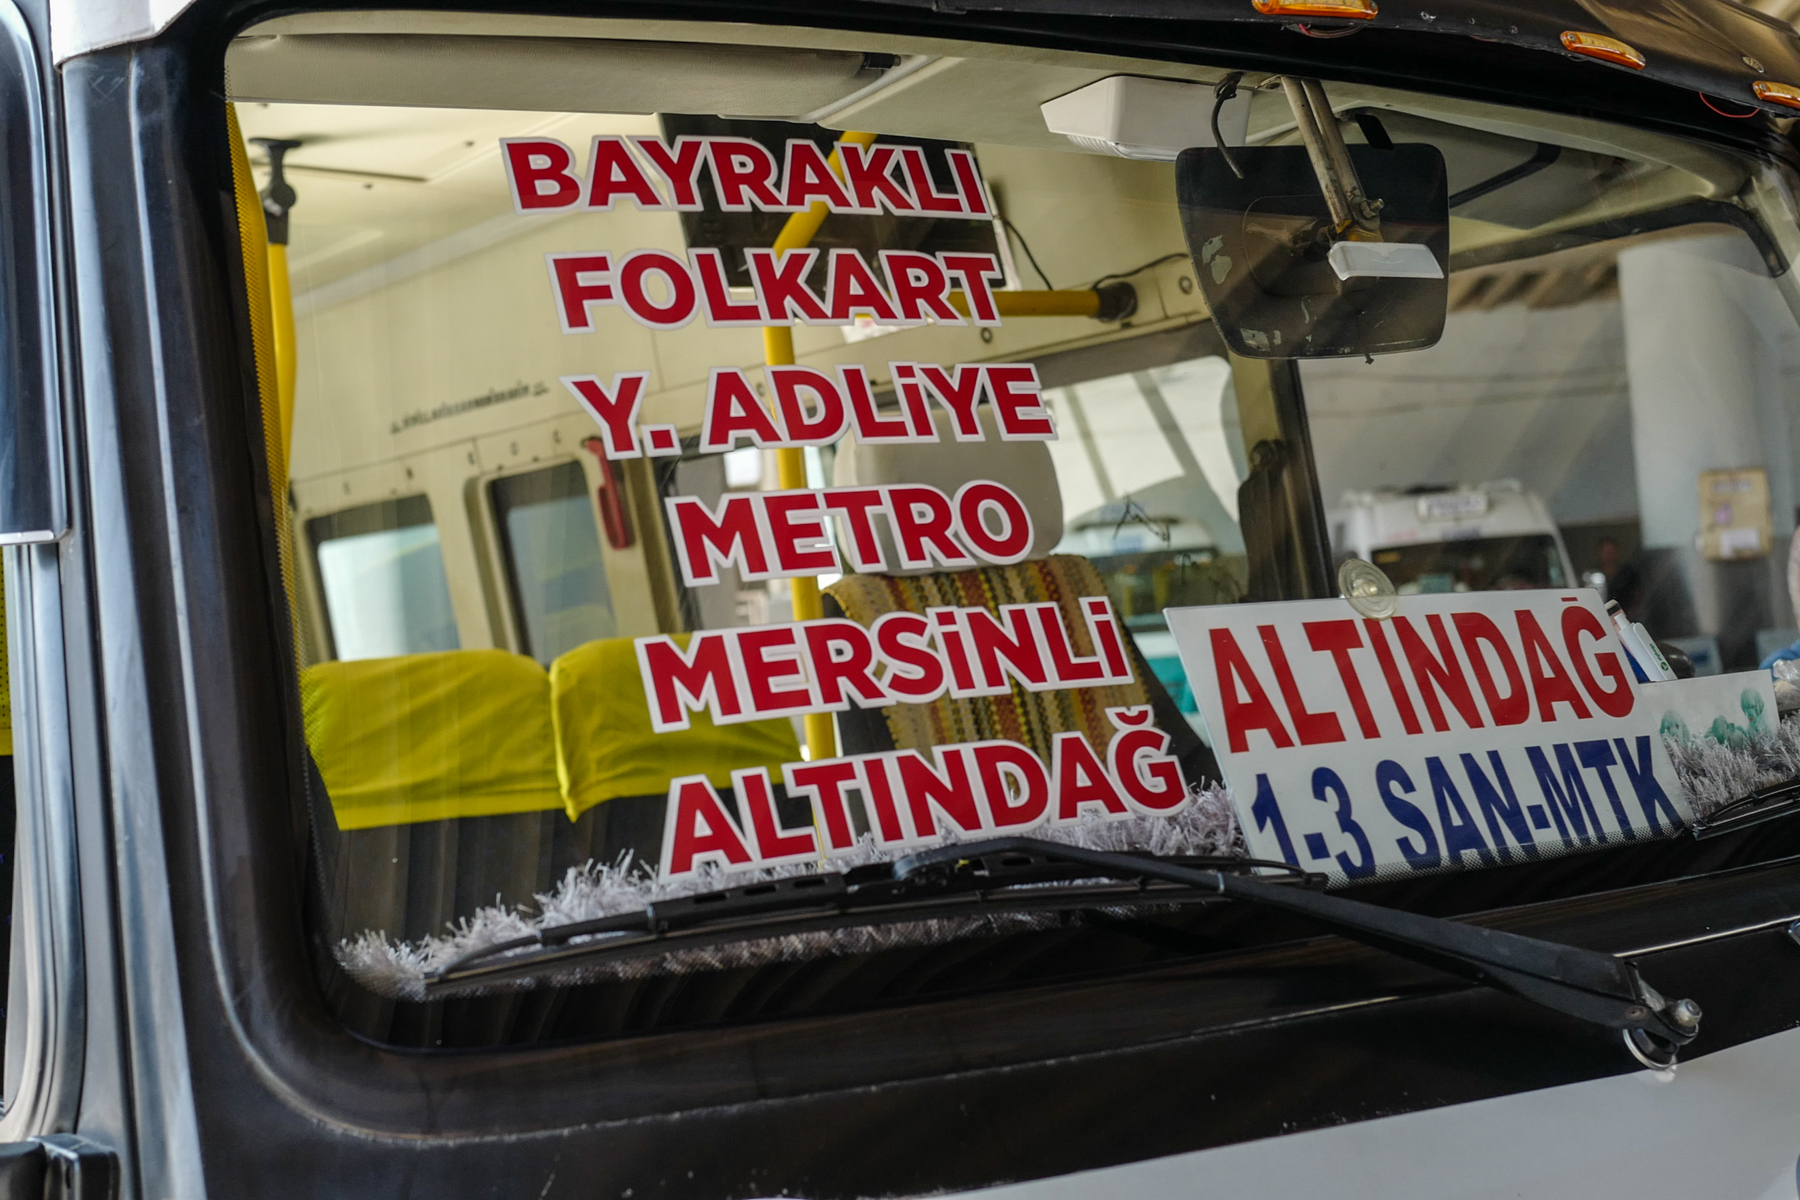 BAYRAKLI
FOLKART
Y. ADLiYE
METRO
MERSiNLi
ALTINDAĞ
ALTINDAĞ
1-3 SAN-MTK